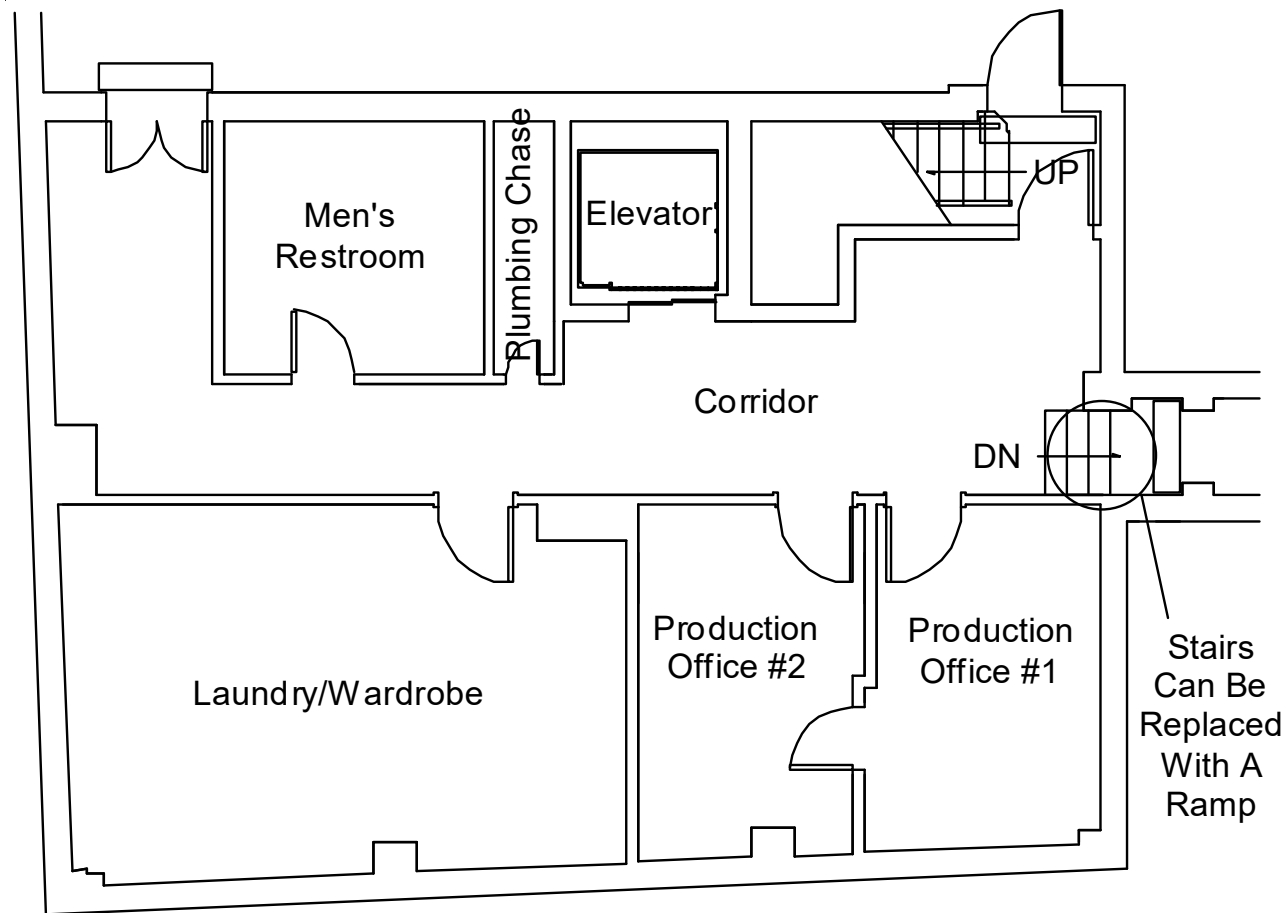 Men's
Restroom
Plumbing Chase
Elevator
UP
Corridor
DN
Laundry/Wardrobe
Production
Office #2
Production
Office #1
Stairs
Can Be
Replaced
With A
Ramp